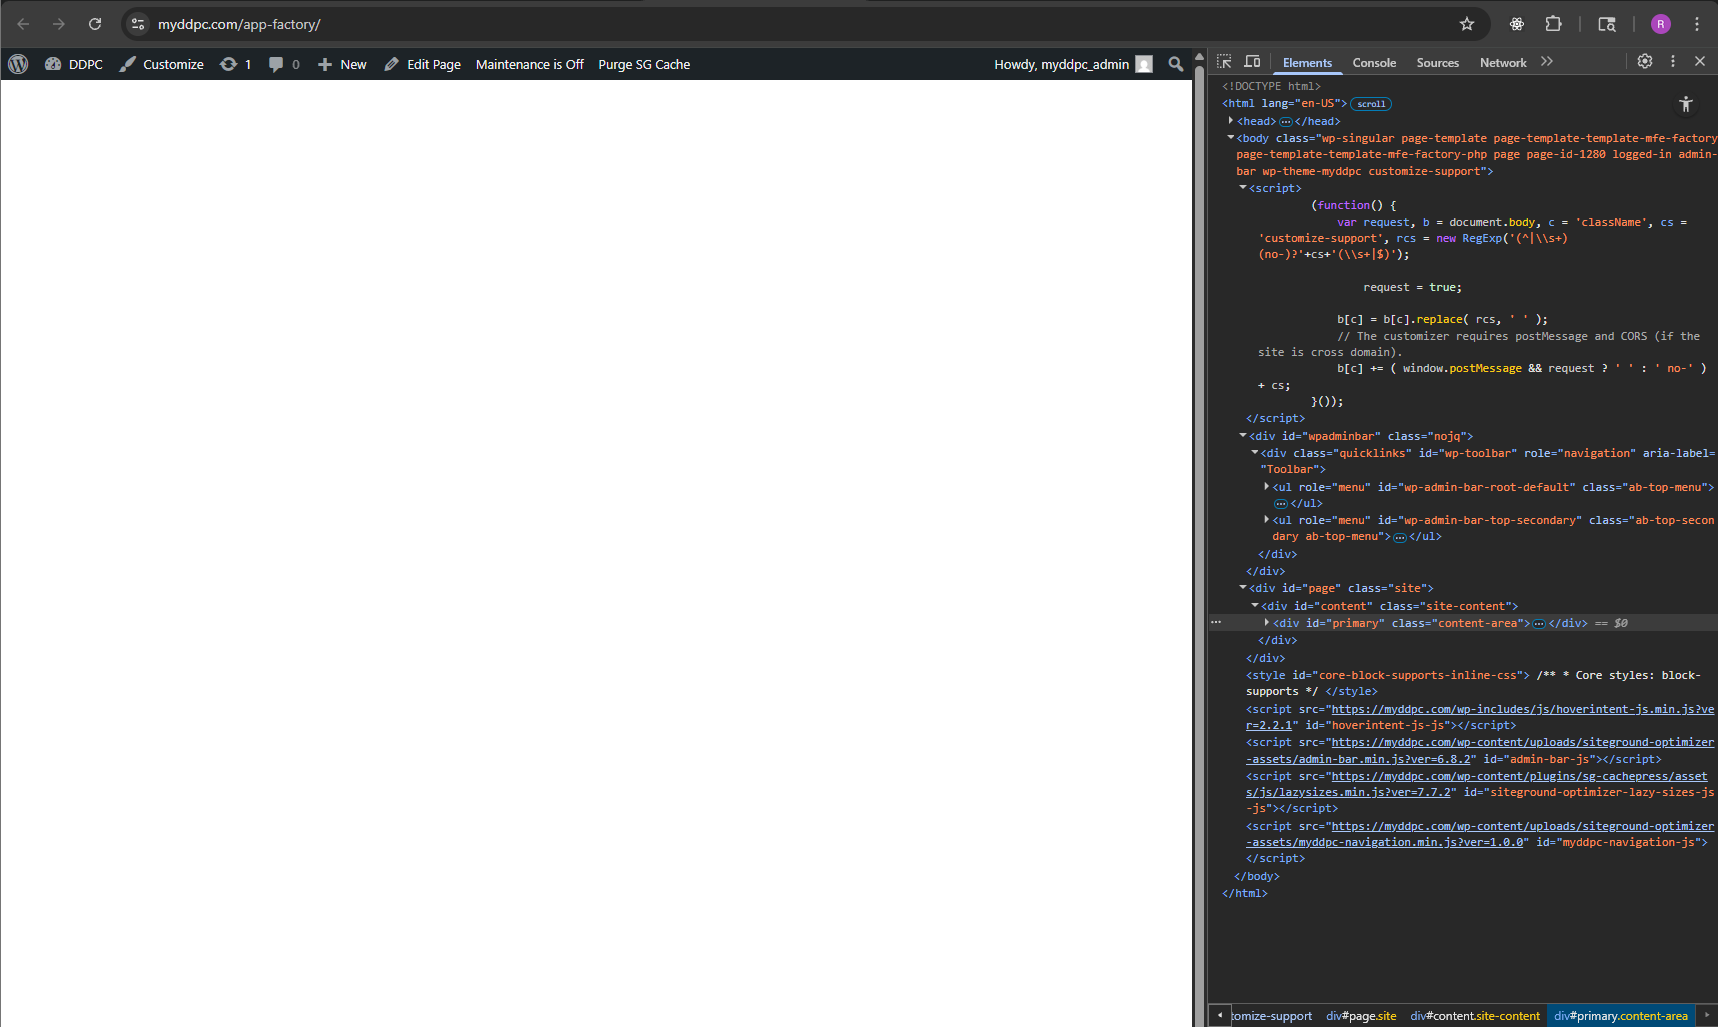 myddpc.com/app-factory/
R
DDPC Customize 1 0 New Edit Page Maintenance is Off Purge SG Cache Howdy, myddpc_admin
Elements Console Sources Network
<!DOCTYPE html>
<html lang="en-US"> scroll
<head> ••• </head>
<body class="wp-singular page-template page-template-template-mfe-factory
page-template-template-mfe-factory-php page page-id-1280 logged-in admin-
bar wp-theme-myddpc customize-support">
<script>
(function() {
var request, b = document.body, c = 'className', cs =
'customize-support', rcs = new RegExp('(^|\\s+)
(no-)?'+cs+'(\\s+|$)');
request = true;
b[c] = b[c].replace( rcs, ' ' );
// The customizer requires postMessage and CORS (if the
site is cross domain).
b[c] += ( window.postMessage && request ? ' ' : ' no-' )
+ cs;
}());
</script>
<div id="wpadminbar" class="nojq">
<div class="quicklinks" id="wp-toolbar" role="navigation" aria-label=
"Toolbar">
<ul role="menu" id="wp-admin-bar-root-default" class="ab-top-menu">
••• </ul>
<ul role="menu" id="wp-admin-bar-top-secondary" class="ab-top-secon
dary ab-top-menu"> ••• </ul>
</div>
</div>
<div id="page" class="site">
<div id="content" class="site-content">
<div id="primary" class="content-area"> ••• </div> == $0
</div>
</div>
<style id="core-block-supports-inline-css"> /** * Core styles: block-
supports */ </style>
<script src="https://myddpc.com/wp-includes/js/hoverintent-js.min.js?ve
r=2.2.1" id="hoverintent-js-js"></script>
<script src="https://myddpc.com/wp-content/uploads/siteground-optimizer
-assets/admin-bar.min.js?ver=6.8.2" id="admin-bar-js"></script>
<script src="https://myddpc.com/wp-content/plugins/sg-cachepress/asset
s/js/lazysizes.min.js?ver=7.7.2" id="siteground-optimizer-lazy-sizes-js
-js"></script>
<script src="https://myddpc.com/wp-content/uploads/siteground-optimizer
-assets/myddpc-navigation.min.js?ver=1.0.0" id="myddpc-navigation-js">
</script>
</body>
</html>
tomize-support div#page.site div#content.site-content div#primary.content-area